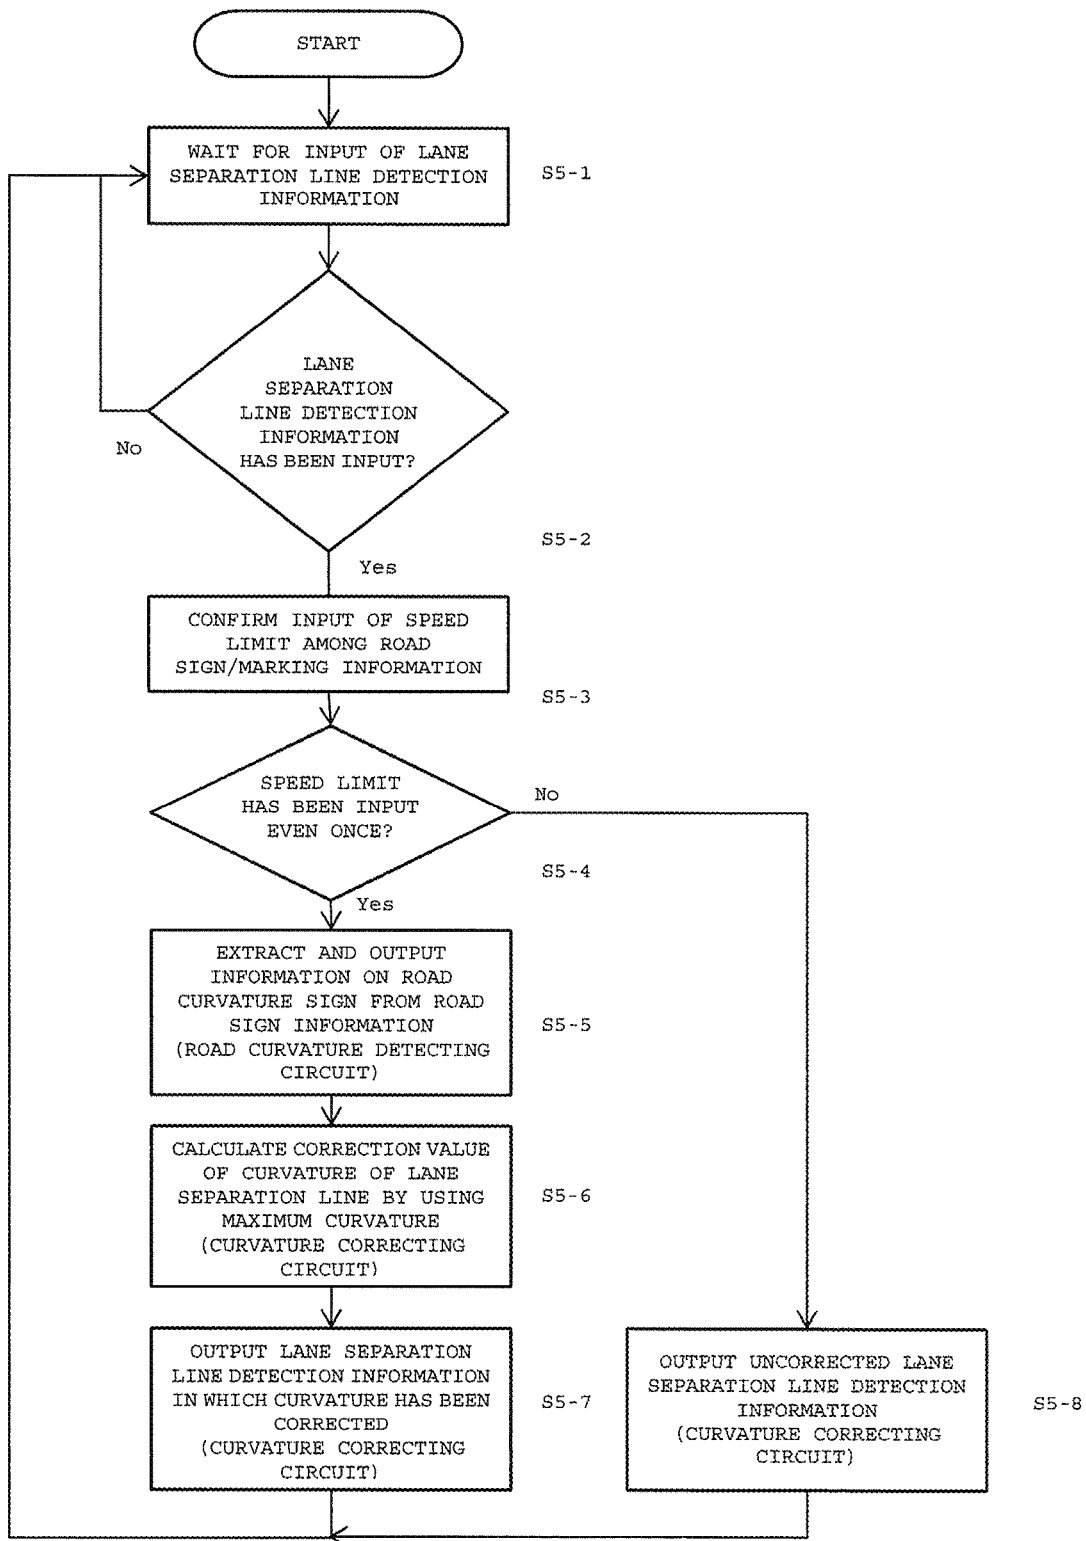 START
WAIT FOR INPUT OF LANE
SEPARATION LINE DETECTION
INFORMATION
S5-1
LANE
SEPARATION
LINE DETECTION
INFORMATION
HAS BEEN INPUT?
No
S5-2
Yes
CONFIRM INPUT OF SPEED
LIMIT AMONG ROAD
SIGN/MARKING INFORMATION
S5-3
SPEED LIMIT
HAS BEEN INPUT
EVEN ONCE?
No
S5-4
Yes
EXTRACT AND OUTPUT
INFORMATION ON ROAD
CURVATURE SIGN FROM ROAD
SIGN INFORMATION
(ROAD CURVATURE DETECTING
CIRCUIT)
S5-5
CALCULATE CORRECTION VALUE
OF CURVATURE OF LANE
SEPARATION LINE BY USING
MAXIMUM CURVATURE
(CURVATURE CORRECTING
CIRCUIT)
S5-6
OUTPUT LANE SEPARATION
LINE DETECTION INFORMATION
IN WHICH CURVATURE HAS BEEN
CORRECTED
(CURVATURE CORRECTING
CIRCUIT)
S5-7
OUTPUT UNCORRECTED LANE
SEPARATION LINE DETECTION
INFORMATION
(CURVATURE CORRECTING
CIRCUIT)
S5-8